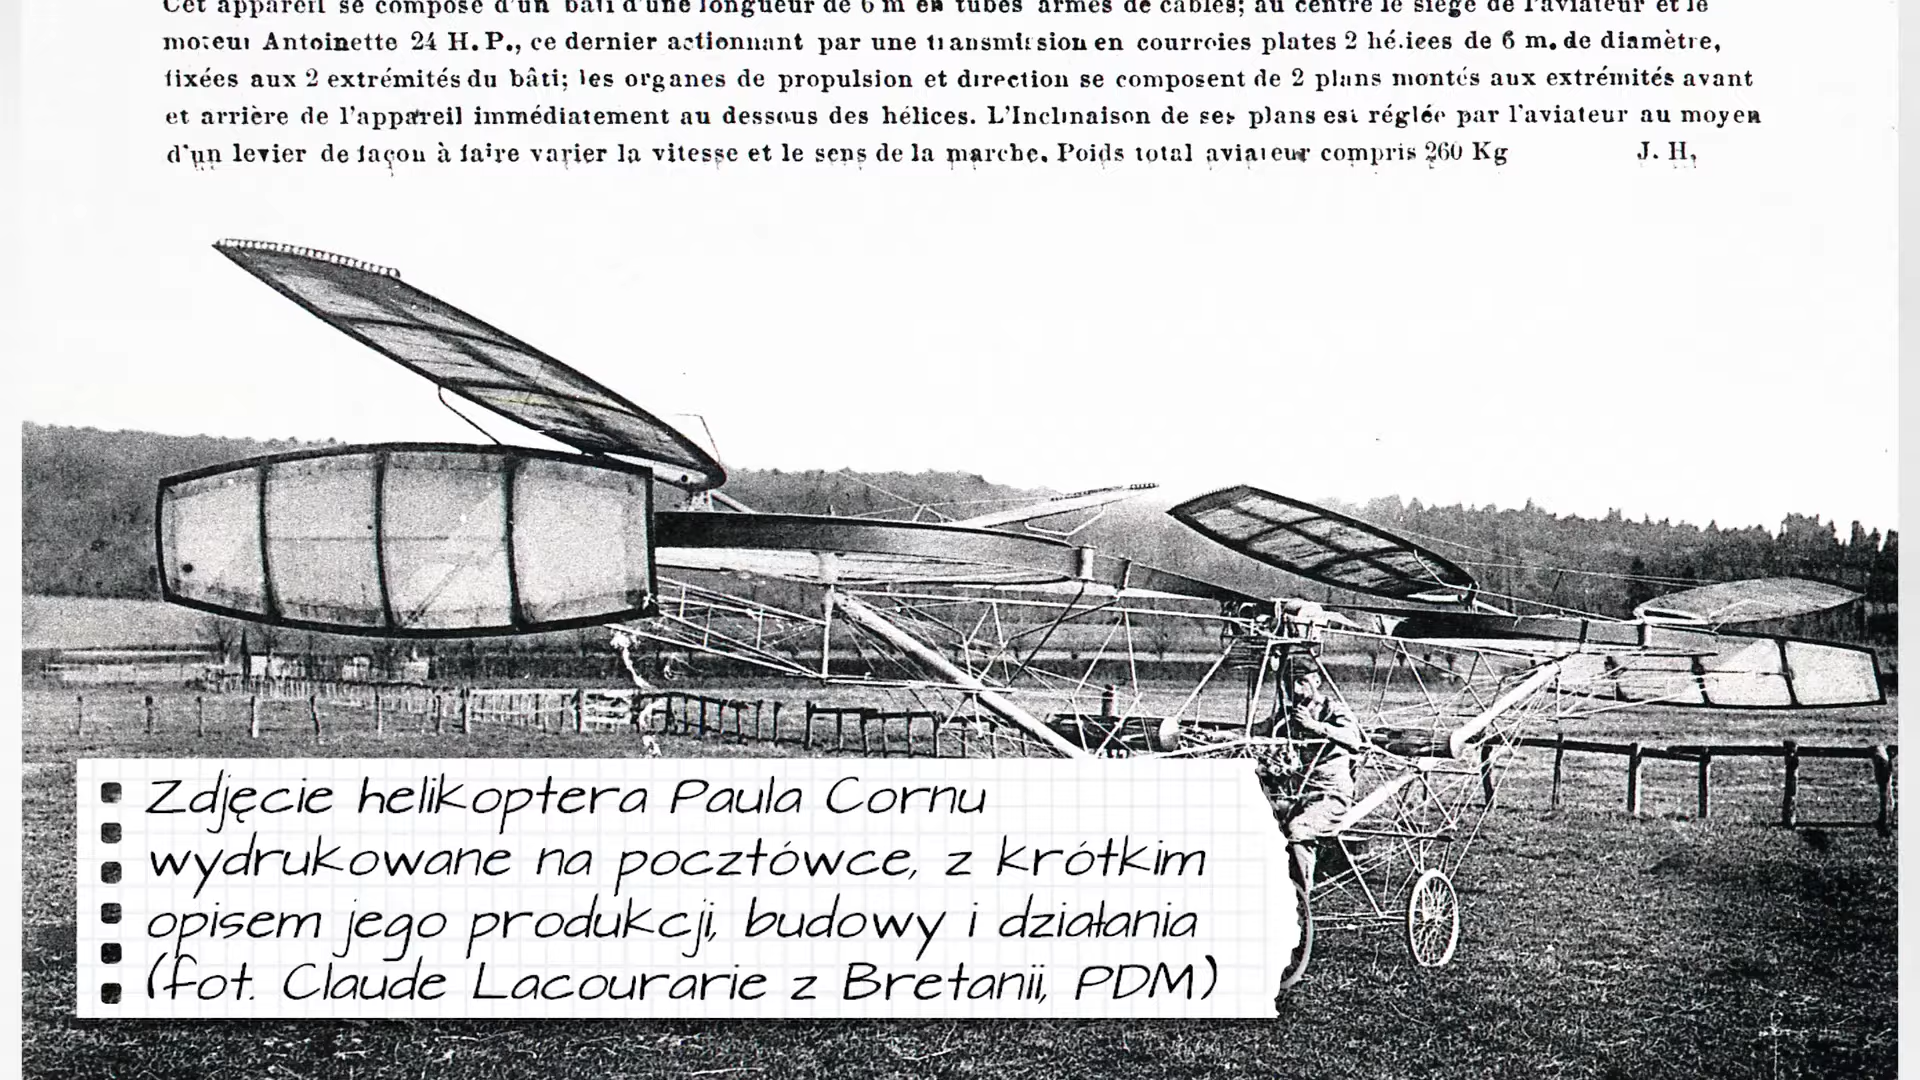 Cet appareil se compose d'un bâti d'une longueur de 6 m en tubes armés de cables; au centre le siège de l'aviateur et le
moteur Antoinette 24 H.P., ce dernier actionnant par une transmission en courroies plates 2 hélices de 6 m. de diamètre,
fixées aux 2 extrémités du bâti; les organes de propulsion et direction se composent de 2 plans montés aux extrémités avant
et arrière de l'appareil immédiatement au dessous des hélices. L'Inclinaison de ses plans est réglée par l'aviateur au moyen
d'un levier de façon à faire varier la vitesse et le sens de la marche. Poids total aviateur compris 260 Kg J. H.
Zdjęcie helikoptera Paula Cornu
wydrukowane na pocztówce, z krótkim
opisem jego produkcji, budowy i działania
(fot. Claude Lacourarie z Bretanii, PDM)